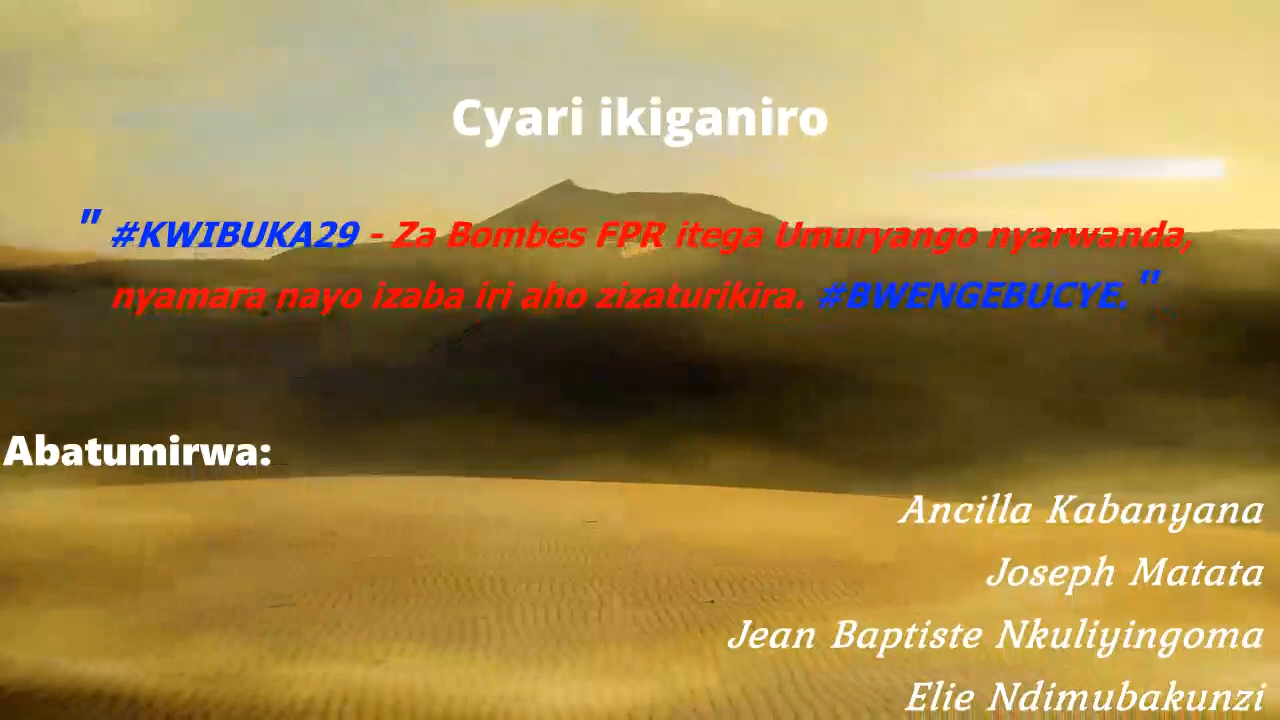 Cyari ikiganiro
" #KWIBUKA29 - Za Bombes FPR itega Umuryango nyarwanda,
nyamara nayo izaba iri aho zizaturikira. #BWENGEBUCYE. "
Abatumirwa:
Ancilla Kabanyana
Joseph Matata
Jean Baptiste Nkuliyingoma
Elie Ndimubakunzi